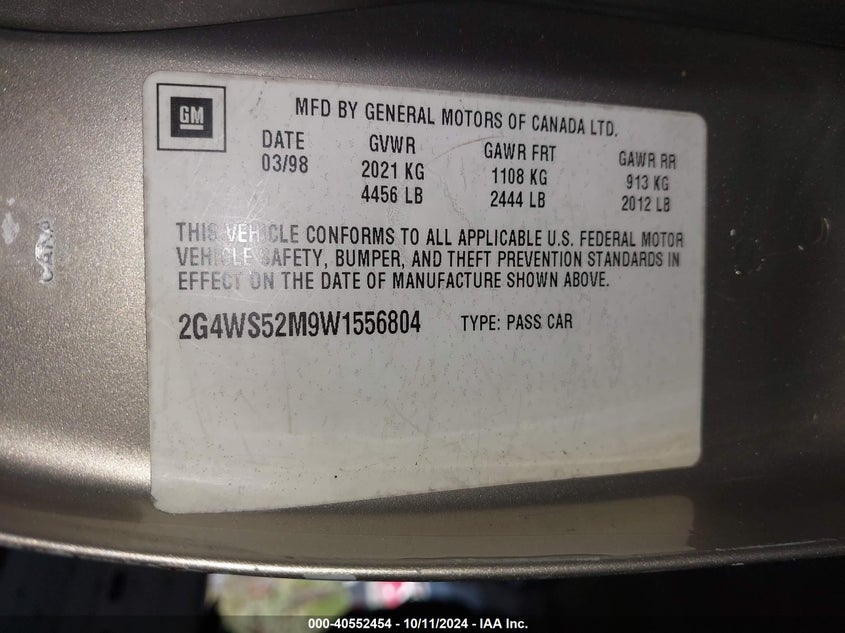 GM
MFD BY GENERAL MOTORS OF CANADA LTD.
DATE GVWR GAWR FRT GAWR RR
03/98 2021 KG 1108 KG 913 KG
4456 LB 2444 LB 2012 LB
THIS VEHICLE CONFORMS TO ALL APPLICABLE U.S. FEDERAL MOTOR
VEHICLE SAFETY, BUMPER, AND THEFT PREVENTION STANDARDS IN
EFFECT ON THE DATE OF MANUFACTURE SHOWN ABOVE.
2G4WS52M9W1556804 TYPE: PASS CAR
000-40552454 - 10/11/2024 - IAA Inc.